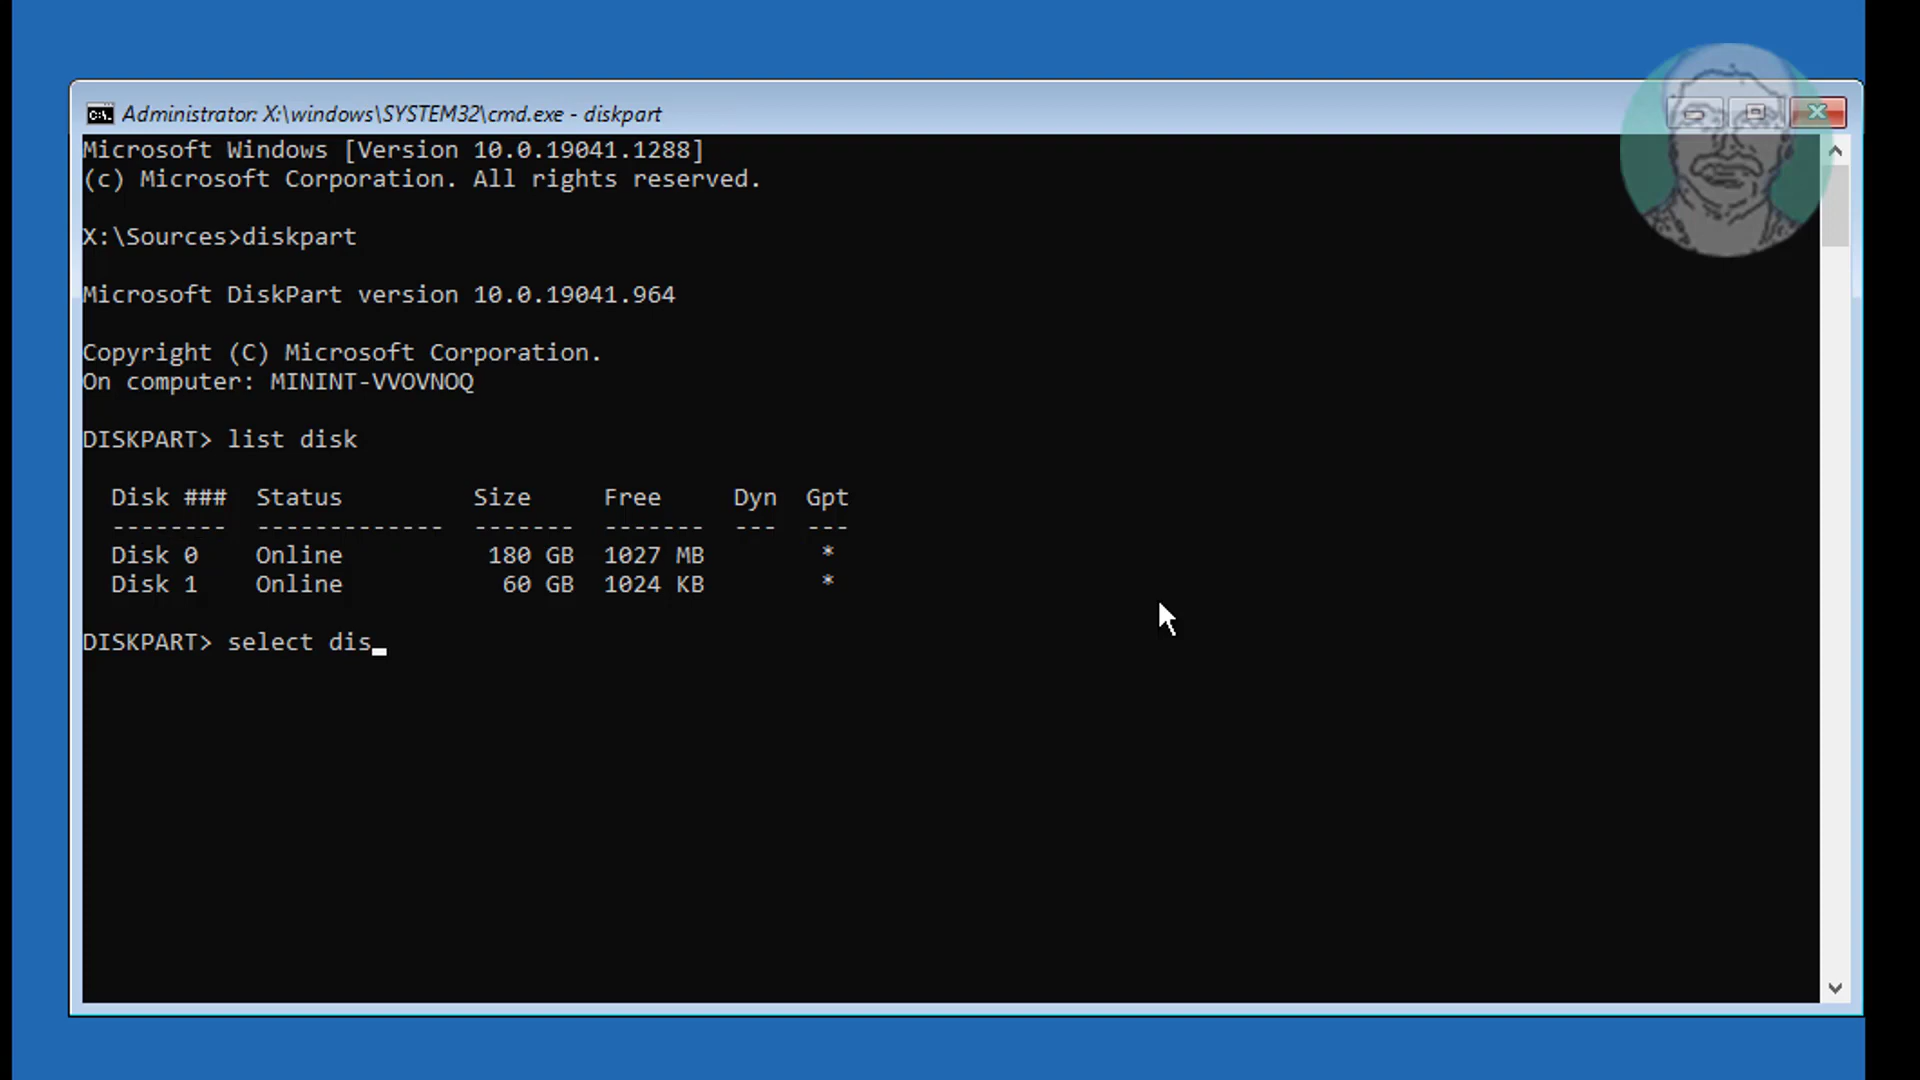 Administrator: X:\windows\SYSTEM32\cmd.exe - diskpart
Microsoft Windows [Version 10.0.19041.1288]
(c) Microsoft Corporation. All rights reserved.
X:\Sources>diskpart
Microsoft DiskPart version 10.0.19041.964
Copyright (C) Microsoft Corporation.
On computer: MININT-VVOVNOQ
DISKPART> list disk
Disk ###  Status         Size     Free     Dyn  Gpt
--------  -------------  -------  -------  ---  ---
Disk 0    Online          180 GB  1027 MB        *
Disk 1    Online           60 GB  1024 KB        *
DISKPART> select dis_